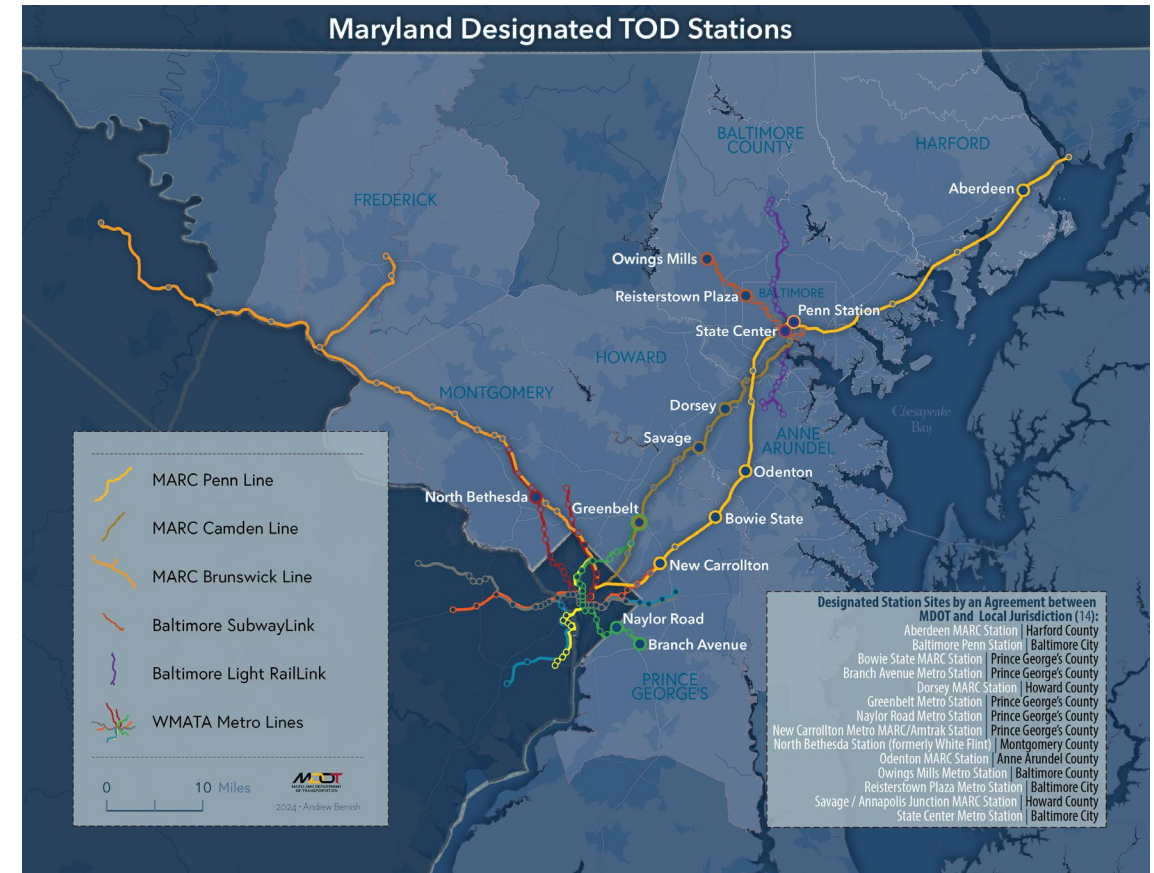 Maryland Designated TOD Stations
BALTIMORE
COUNTY
HARFORD
Aberdeen
FREDERICK
Owings Mills
Reisterstown Plaza
BALTIMORE
Penn Station
State Center
HOWARD
MONTGOMERY
Dorsey
Chesapeake
Bay
Savage
ANNE
ARUNDEL
Odenton
North Bethesda
Greenbelt
Bowie State
New Carrollton
Naylor Road
Branch Avenue
PRINCE
GEORGE'S
MARC Penn Line
MARC Camden Line
MARC Brunswick Line
Baltimore SubwayLink
Baltimore Light RailLink
WMATA Metro Lines
0 10 Miles
MDOT
MARYLAND DEPARTMENT
OF TRANSPORTATION
2024 - Andrew Bernish
Designated Station Sites by an Agreement between
MDOT and Local Jurisdiction (14):
Aberdeen MARC Station | Harford County
Baltimore Penn Station | Baltimore City
Bowie State MARC Station | Prince George's County
Branch Avenue Metro Station | Prince George's County
Dorsey MARC Station | Howard County
Greenbelt Metro Station | Prince George's County
Naylor Road Metro Station | Prince George's County
New Carrollton Metro MARC/Amtrak Station | Prince George's County
North Bethesda Station (formerly White Flint) | Montgomery County
Odenton MARC Station | Anne Arundel County
Owings Mills Metro Station | Baltimore County
Reisterstown Plaza Metro Station | Baltimore City
Savage / Annapolis Junction MARC Station | Howard County
State Center Metro Station | Baltimore City